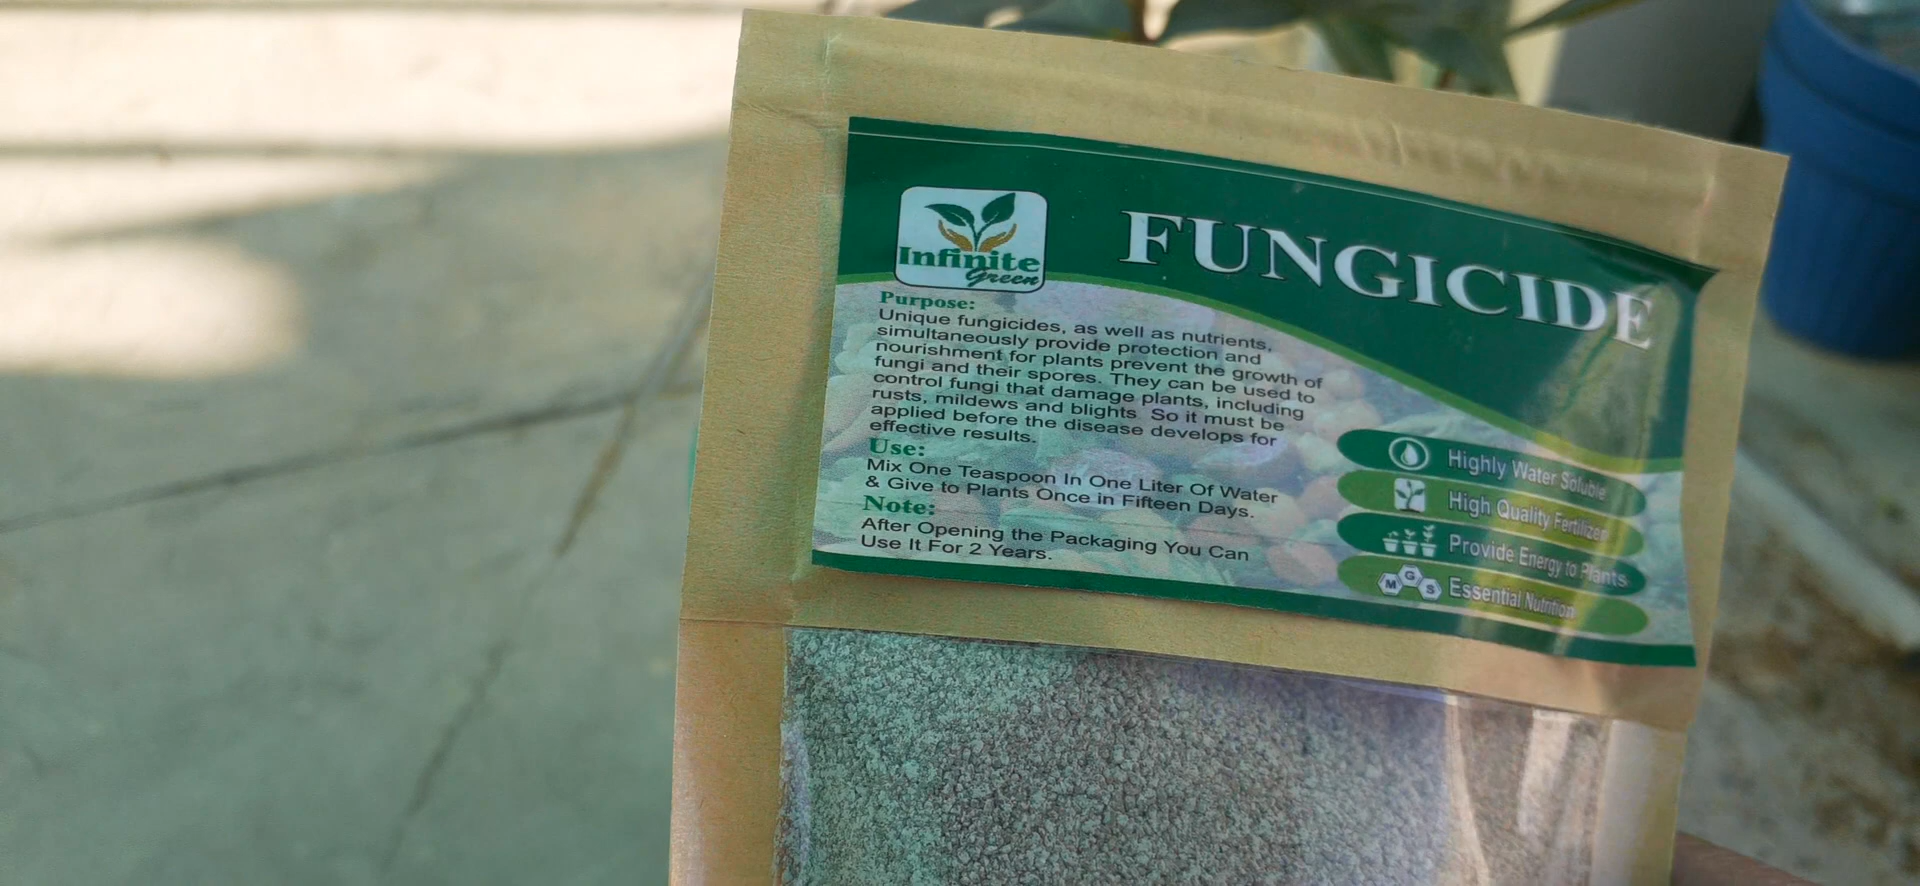 Infinite
Green
FUNGICIDE
Purpose:
Unique fungicides, as well as nutrients,
simultaneously provide protection and
nourishment for plants prevent the growth of
fungi and their spores. They can be used to
control fungi that damage plants, including
rusts, mildews and blights. So it must be
applied before the disease develops for
effective results.
Use:
Mix One Teaspoon In One Liter Of Water
& Give to Plants Once in Fifteen Days.
Note:
After Opening the Packaging You Can
Use It For 2 Years.
Highly Water Soluble
High Quality Fertilizer
Provide Energy to Plants
M G S Essential Nutrition